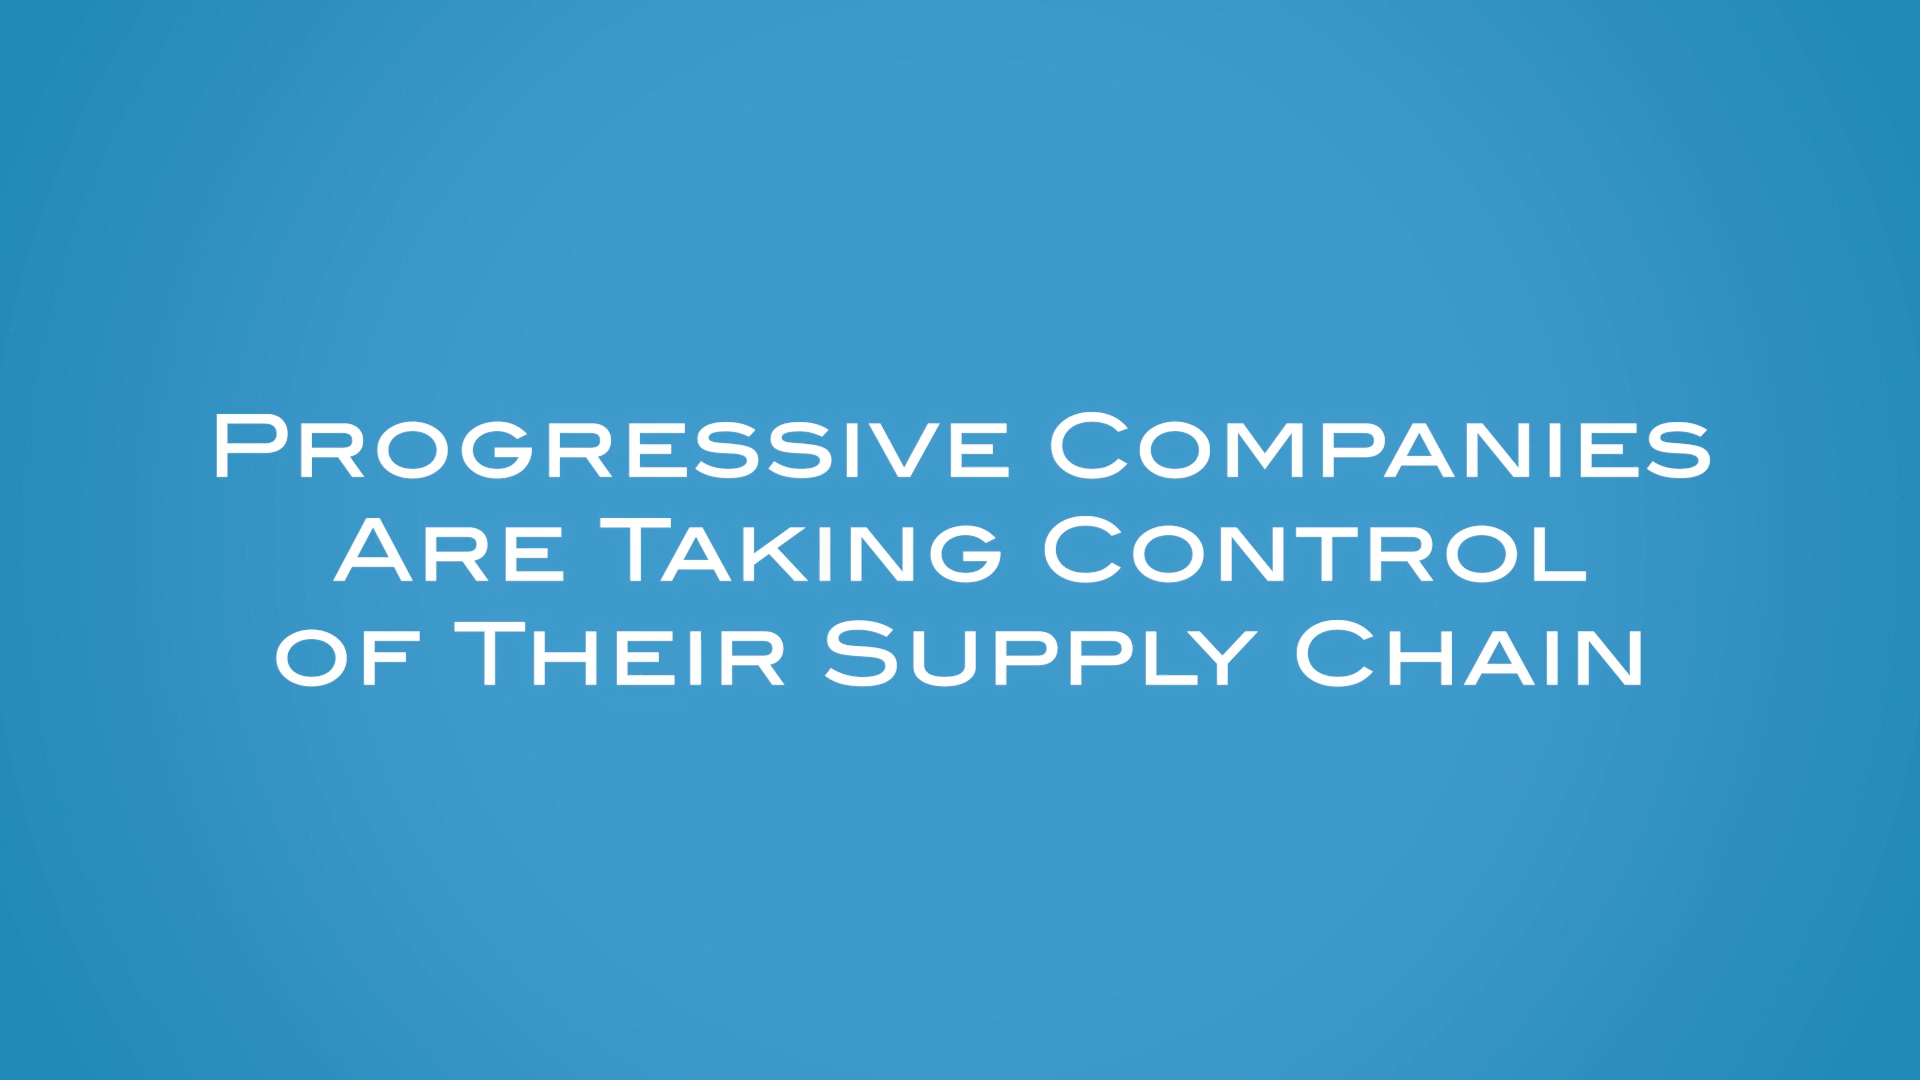 Progressive Companies
Are Taking Control
of Their Supply Chain